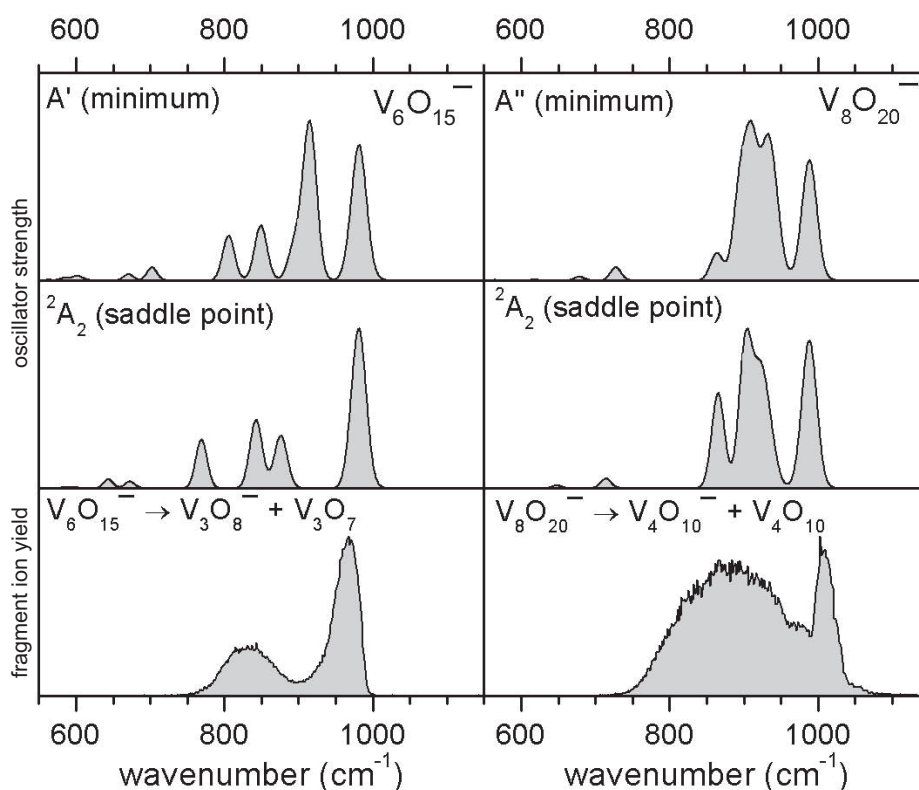 600 800 1000 600 800 1000
A' (minimum) V₆O₁₅⁻ A" (minimum) V₈O₂₀⁻
oscillator strength
²A₂ (saddle point) ²A₂ (saddle point)
V₆O₁₅⁻ → V₃O₈⁻ + V₃O₇ V₈O₂₀⁻ → V₄O₁₀⁻ + V₄O₁₀
fragment ion yield
600 800 1000 600 800 1000
wavenumber (cm⁻¹) wavenumber (cm⁻¹)